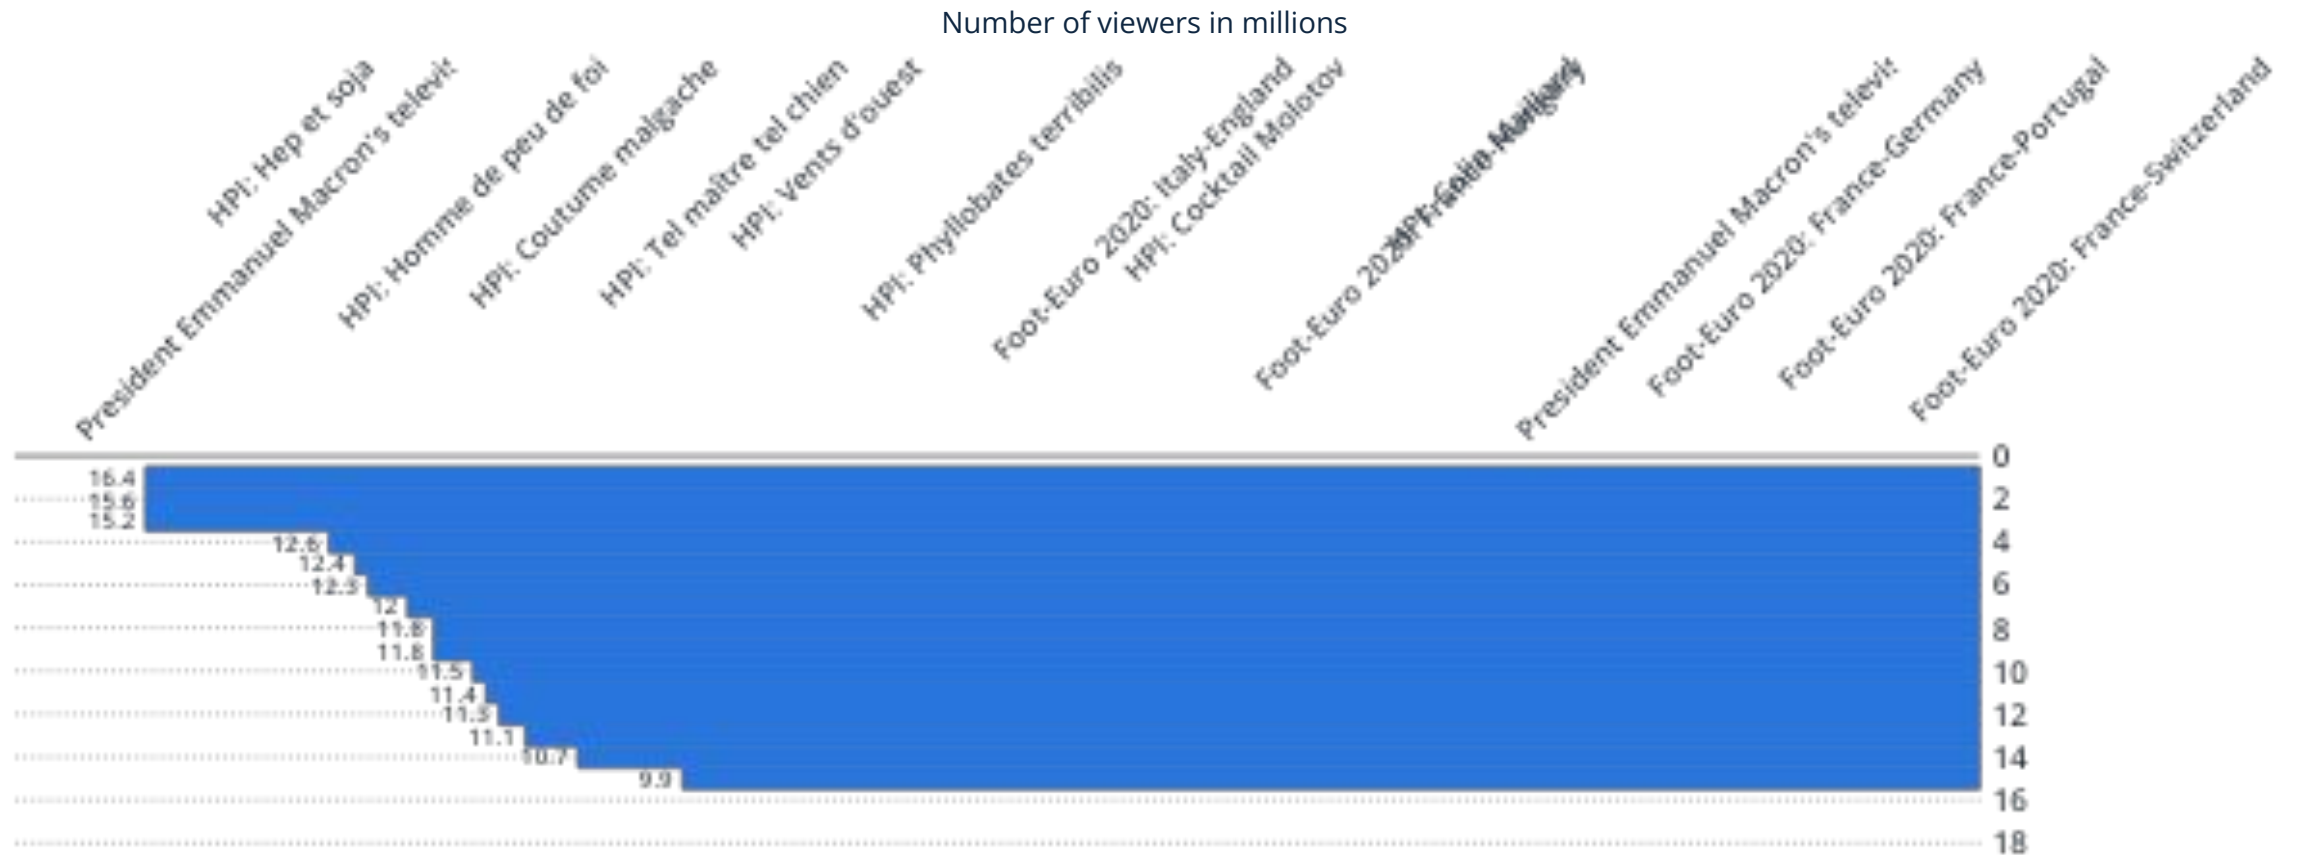 Number of viewers in millions
HPI: Hep et soja
President Emmanuel Macron's televi
HPI: Homme de peu de foi
HPI: Coutume malgache
HPI: Tel maître tel chien
HPI: Vents d'ouest
HPI: Phyllobates terribilis
Foot-Euro 2020: Italy-England
HPI: Cocktail Molotov
Foot-Euro
President Emmanuel Macron's televi
Foot-Euro 2020: France-Germany
Foot-Euro 2020: France-Portugal
Foot-Euro 2020: France-Switzerland
0
16.4
15.6
2
15.2
12.6
4
12.4
12.3
6
12
11.8
8
11.8
11.5
10
11.4
11.3
12
11.1
10.7
14
9.9
16
18